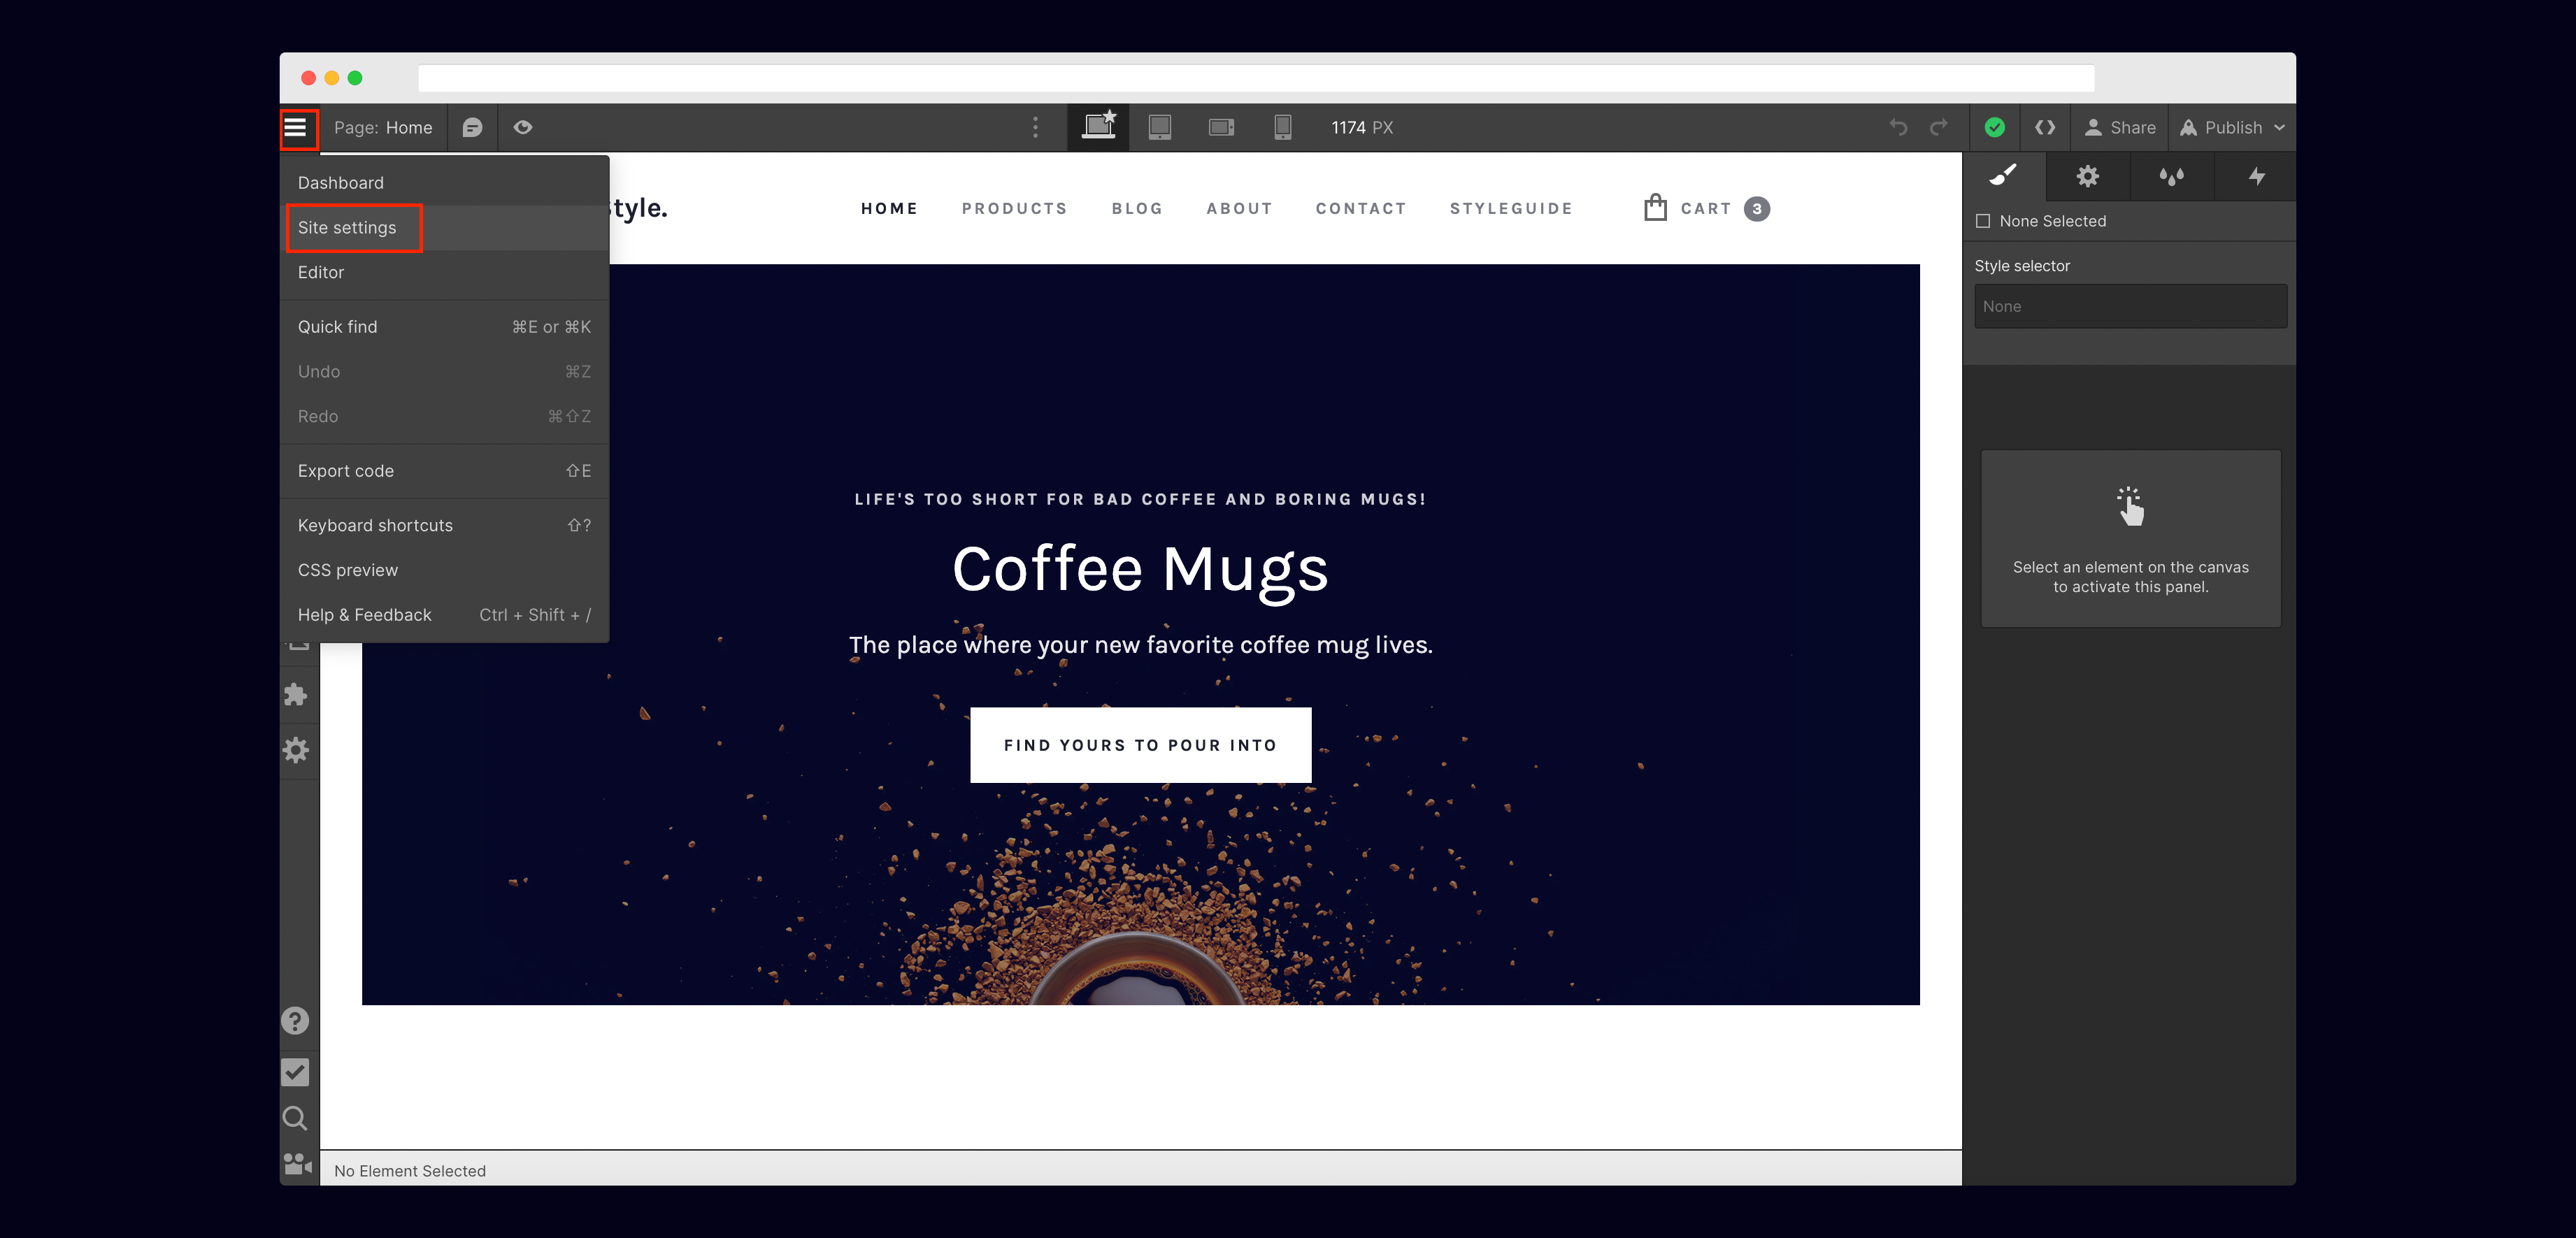 Page: Home
1174 PX
Share
Publish
Dashboard
Site settings
Editor
Quick find ⌘E or ⌘K
Undo ⌘Z
Redo ⌘⇧Z
Export code ⇧E
Keyboard shortcuts ⇧?
CSS preview
Help & Feedback Ctrl + Shift + /
HOME PRODUCTS BLOG ABOUT CONTACT STYLEGUIDE CART 3
LIFE'S TOO SHORT FOR BAD COFFEE AND BORING MUGS!
Coffee Mugs
The place where your new favorite coffee mug lives.
FIND YOURS TO POUR INTO
None Selected
Style selector
None
Select an element on the canvas
to activate this panel.
No Element Selected